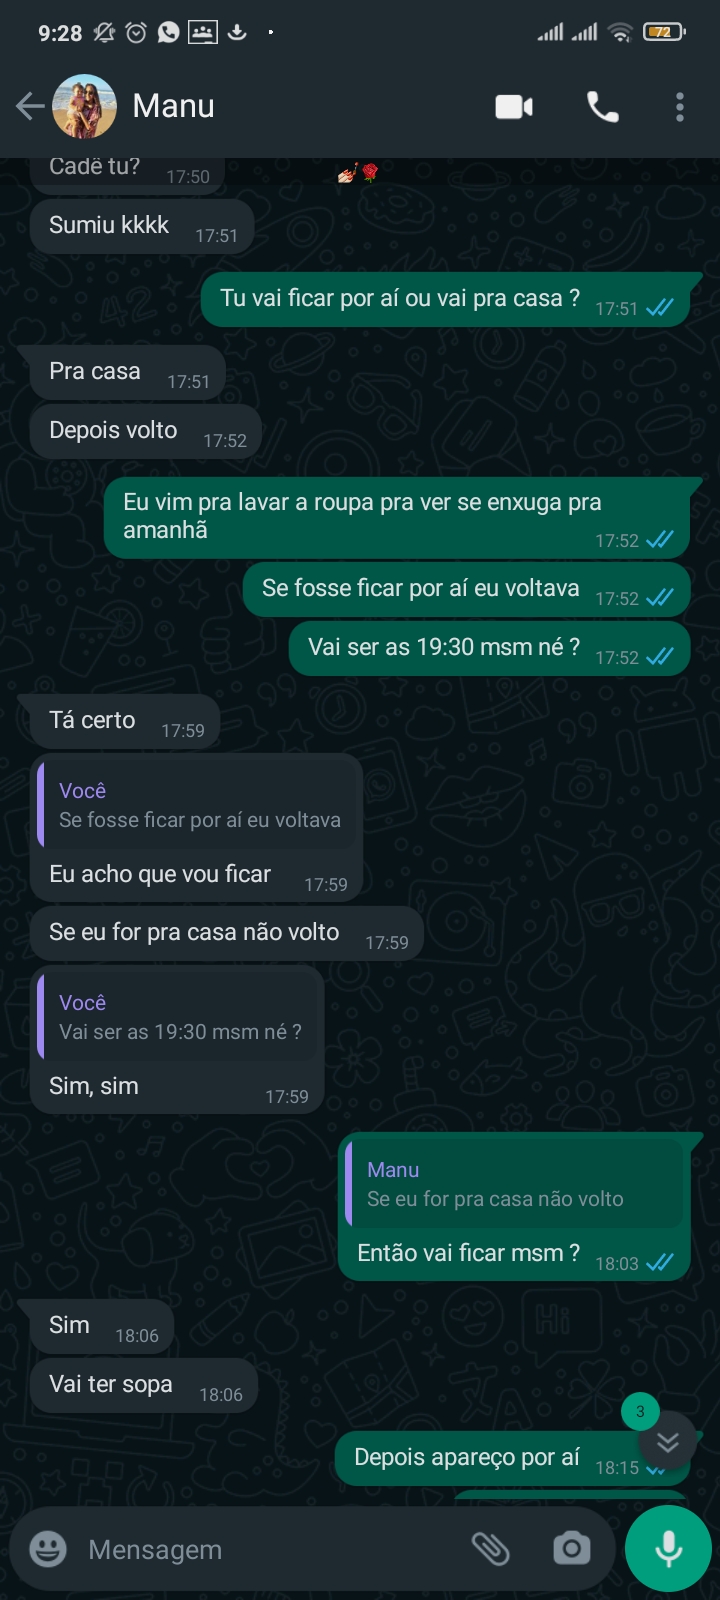 9:28
72
Manu
Cadê tu? 17:50
💅🏻🌹
Sumiu kkkk 17:51
Tu vai ficar por aí ou vai pra casa ? 17:51
Pra casa 17:51
Depois volto 17:52
Eu vim pra lavar a roupa pra ver se enxuga pra
amanhã 17:52
Se fosse ficar por aí eu voltava 17:52
Vai ser as 19:30 msm né ? 17:52
Tá certo 17:59
Você
Se fosse ficar por aí eu voltava
Eu acho que vou ficar 17:59
Se eu for pra casa não volto 17:59
Você
Vai ser as 19:30 msm né ?
Sim, sim 17:59
Manu
Se eu for pra casa não volto
Então vai ficar msm ? 18:03
Sim 18:06
Vai ter sopa 18:06
3
Depois apareço por aí 18:15
Mensagem